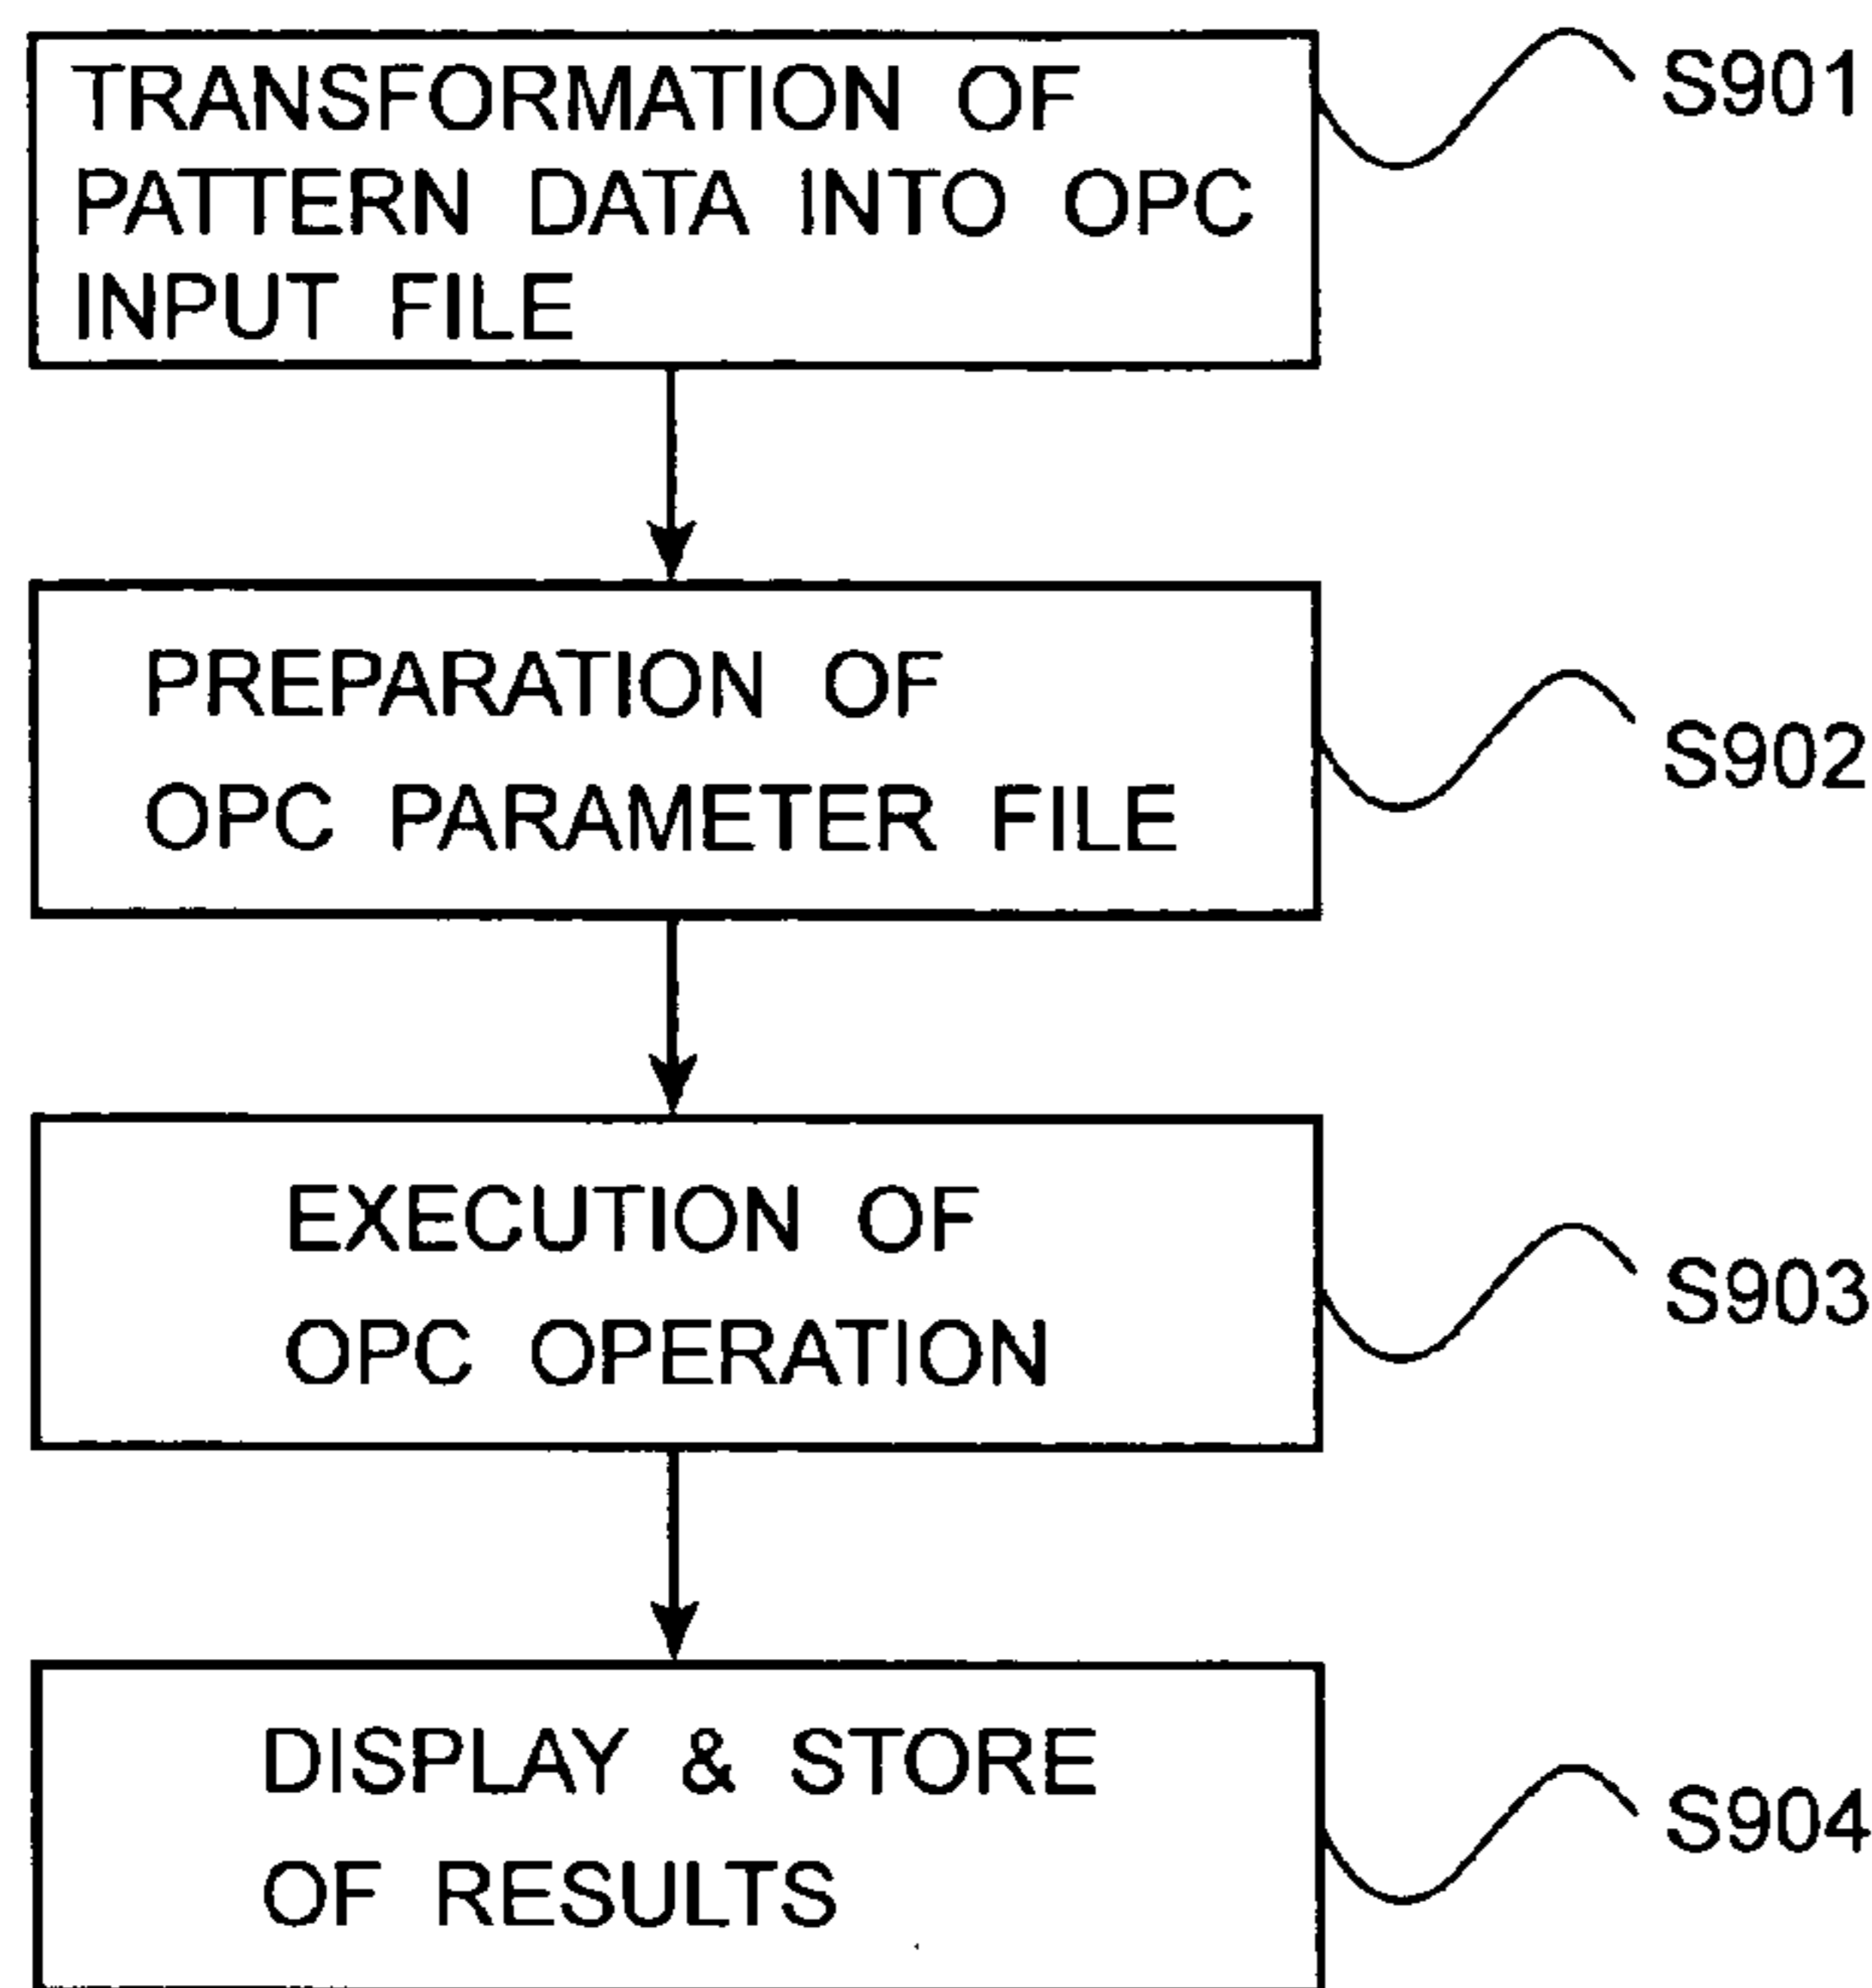 TRANSFORMATION OF
PATTERN DATA INTO OPC
INPUT FILE
S901
PREPARATION OF
OPC PARAMETER FILE
S902
EXECUTION OF
OPC OPERATION
S903
DISPLAY & STORE
OF RESULTS
S904